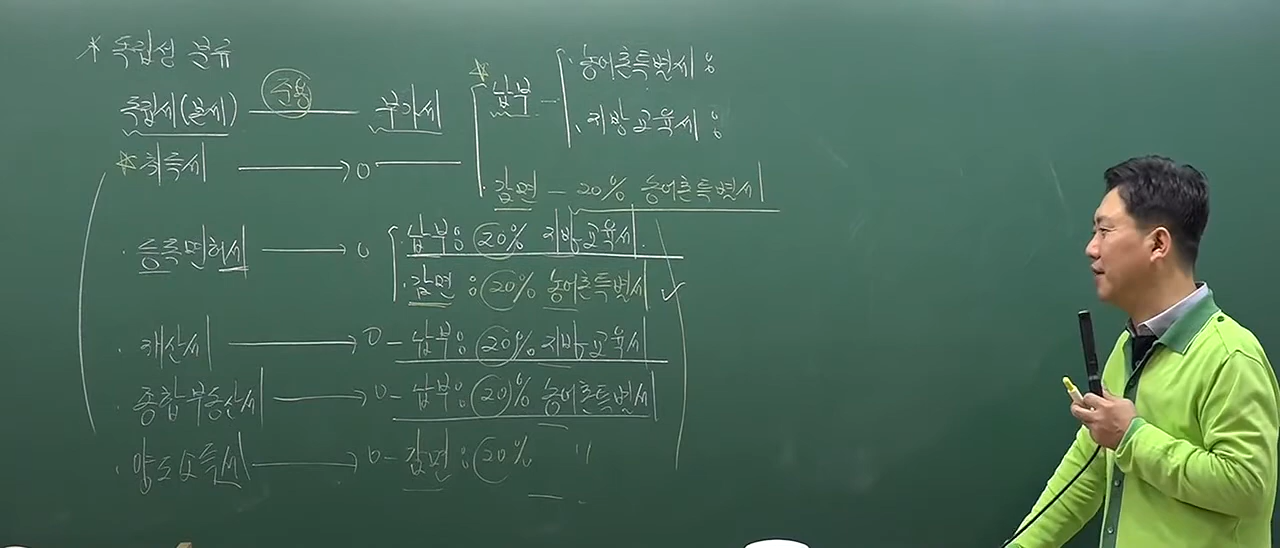 * 독립성 분류
독립세(본세) 주용 부가세
납부 - 농어촌특별세 :
지방교육세 :
감면 - 20% 농어촌특별세
* 취득세 → 0
· 등록면허세 → 0
납부 : 20% 지방교육세
감면 : 20% 농어촌특별세 ✓
· 재산세 → 0 - 납부 : 20% 지방교육세
· 종합부동산세 → 0 - 납부 : 20% 농어촌특별세
· 양도소득세 → 0 - 감면 : 20% "